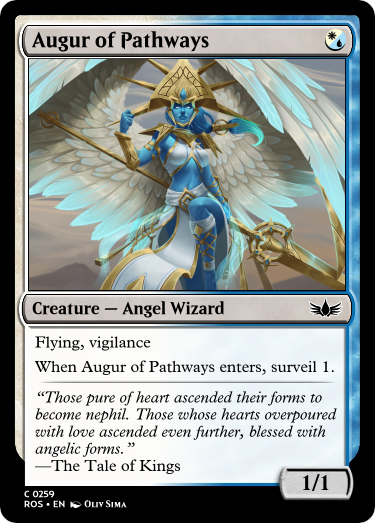 Augur of Pathways
Creature — Angel Wizard
Flying, vigilance
When Augur of Pathways enters, surveil 1.
“Those pure of heart ascended their forms to
become nephil. Those whose hearts overpoured
with love ascended even further, blessed with
angelic forms.”
—The Tale of Kings
1/1
C 0259
ROS • EN Oliv Sima